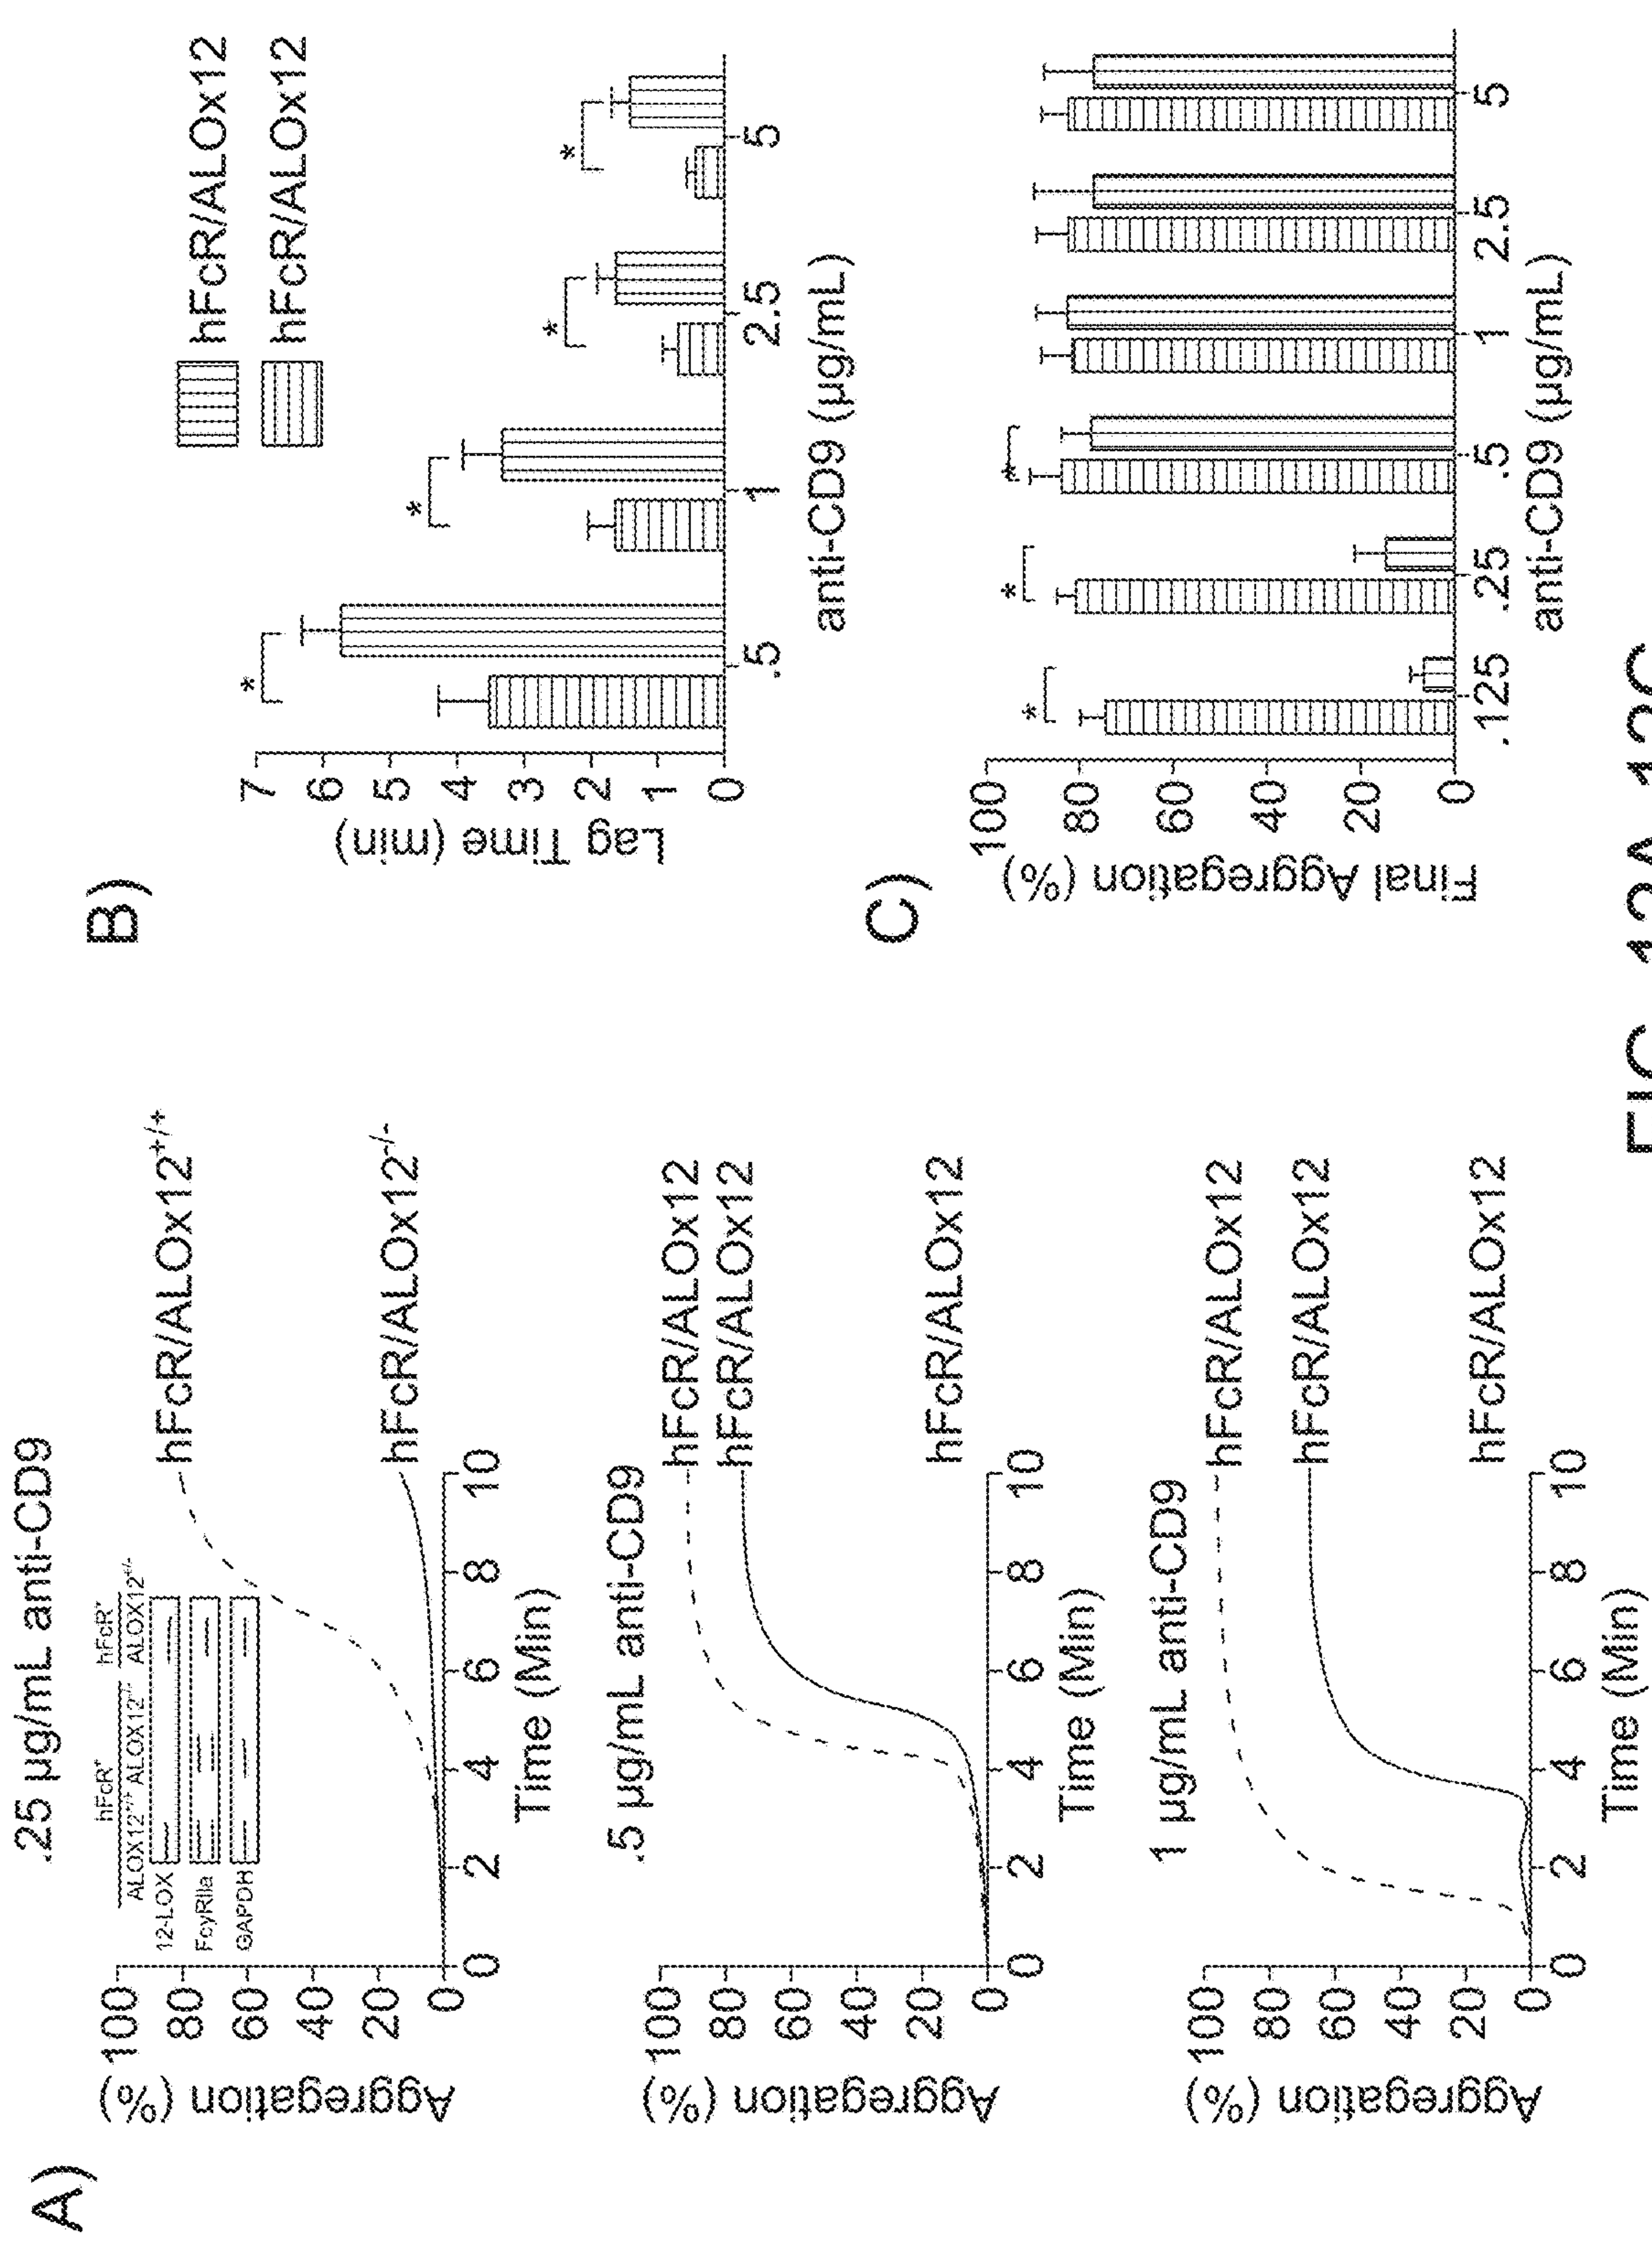 A)
.25 µg/mL anti-CD9
hFcR⁺ hFcR⁺
ALOX12⁺/⁺ ALOX12⁻/⁻ ALOX12⁺/⁻
12-LOX
FcγRIIa
GAPDH
hFcR/ALOx12⁺/⁺
hFcR/ALOx12⁻/⁻
Aggregation (%)
100
80
60
40
20
0
0 2 4 6 8 10
Time (Min)
.5 µg/mL anti-CD9
hFcR/ALOx12
hFcR/ALOx12
hFcR/ALOx12
Aggregation (%)
100
80
60
40
20
0
0 2 4 6 8 10
Time (Min)
1 µg/mL anti-CD9
hFcR/ALOx12
hFcR/ALOx12
hFcR/ALOx12
Aggregation (%)
100
80
60
40
20
0
0 2 4 6 8 10
Time (Min)
B)
hFcR/ALOx12
hFcR/ALOx12
Lag Time (min)
7
6
5
4
3
2
1
0
* * * *
.5 1 2.5 5
anti-CD9 (µg/mL)
C)
Final Aggregation (%)
100
80
60
40
20
0
* * *
.125 .25 .5 1 2.5 5
anti-CD9 (µg/mL)